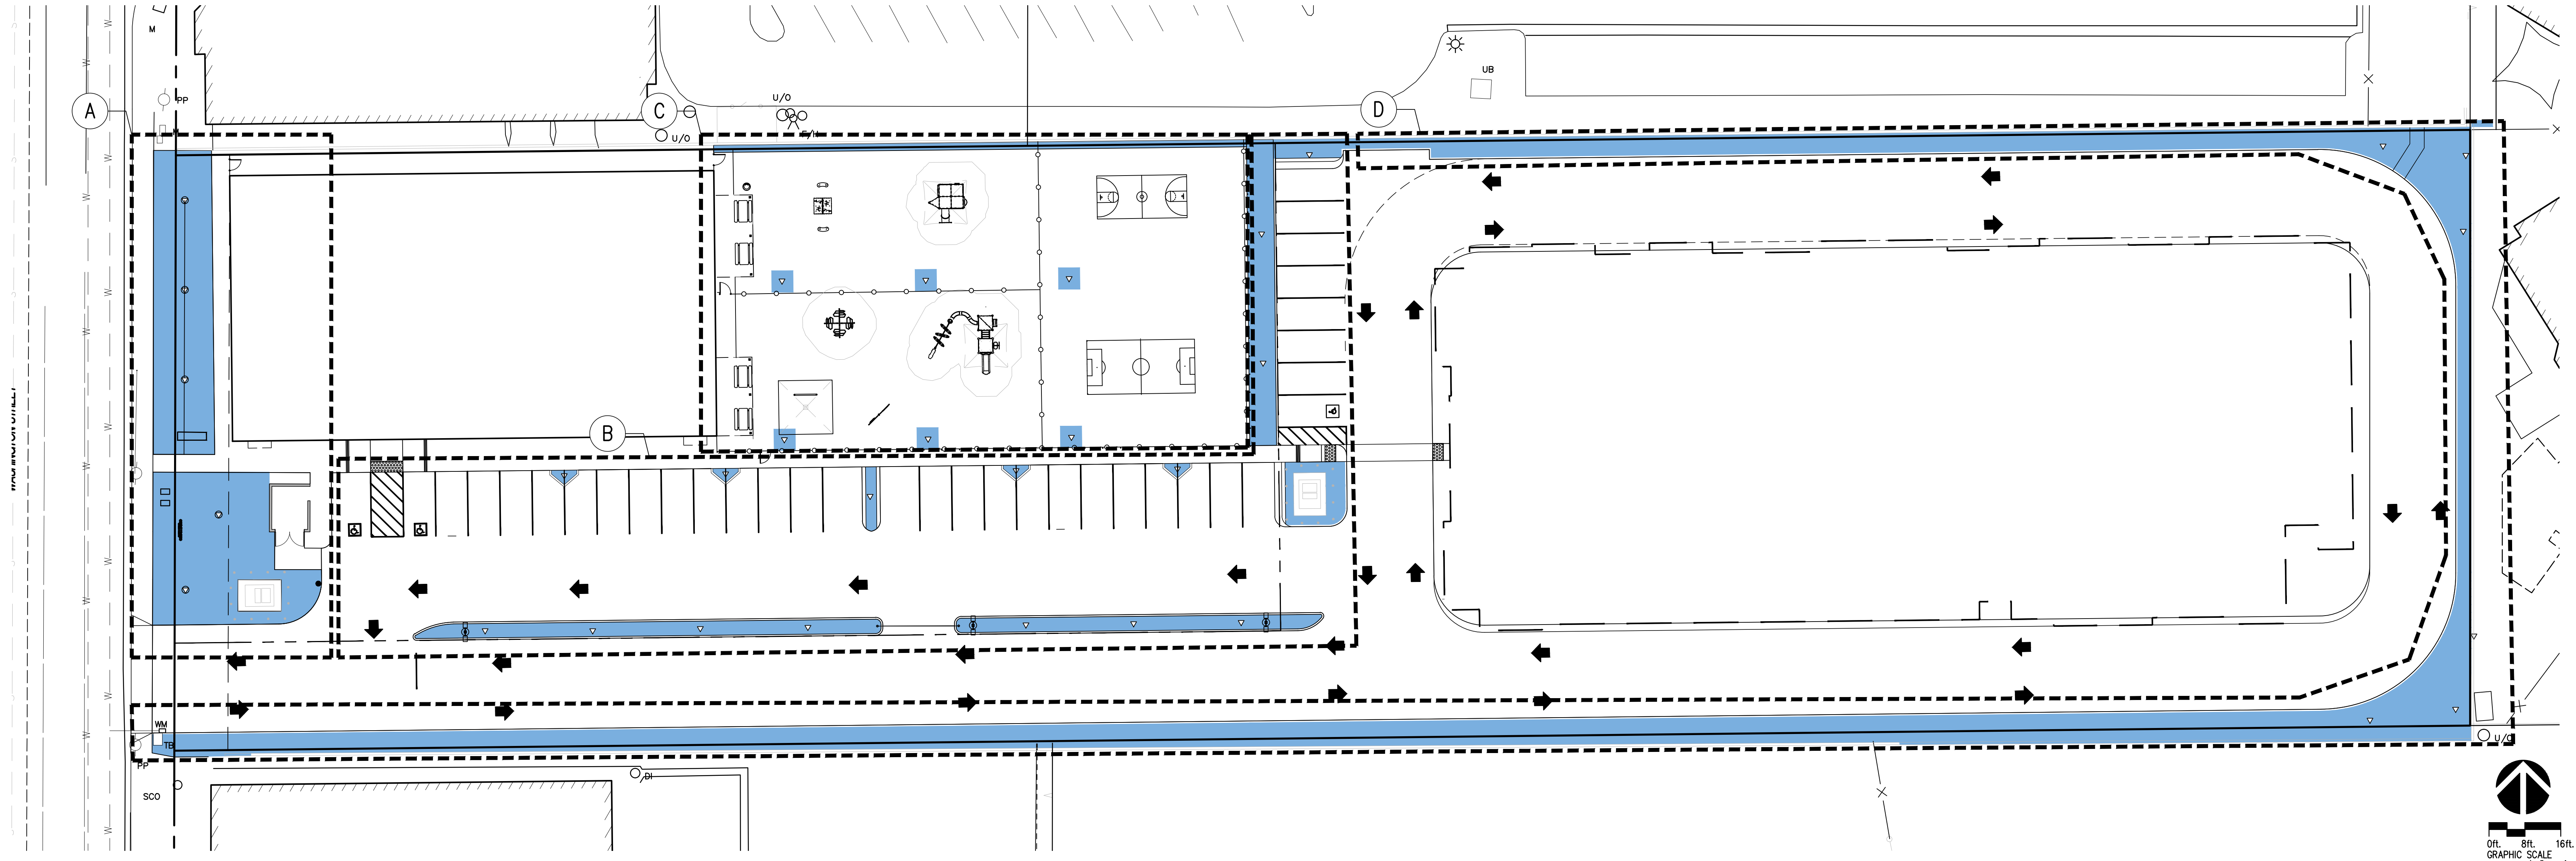 M
UB
U/O
PP
A
C
D
U/O
B
WM
TB
U/O
PP
DI
SCO
0ft. 8ft. 16ft.
GRAPHIC SCALE